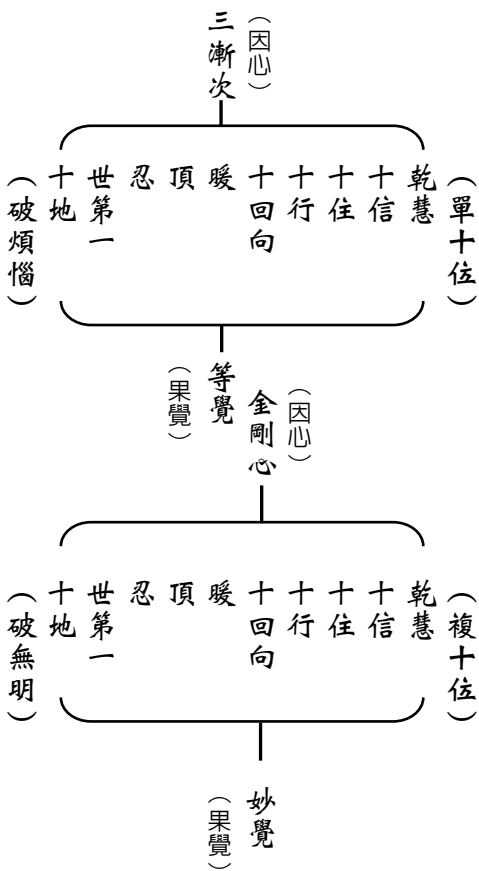 （因心）
三漸次
（單十位）
乾慧
十信
十住
十行
十回向
暖
頂
忍
世第一
十地
（破煩惱）
等覺
（果覺）
（因心）
金剛心
（複十位）
乾慧
十信
十住
十行
十回向
暖
頂
忍
世第一
十地
（破無明）
妙覺
（果覺）